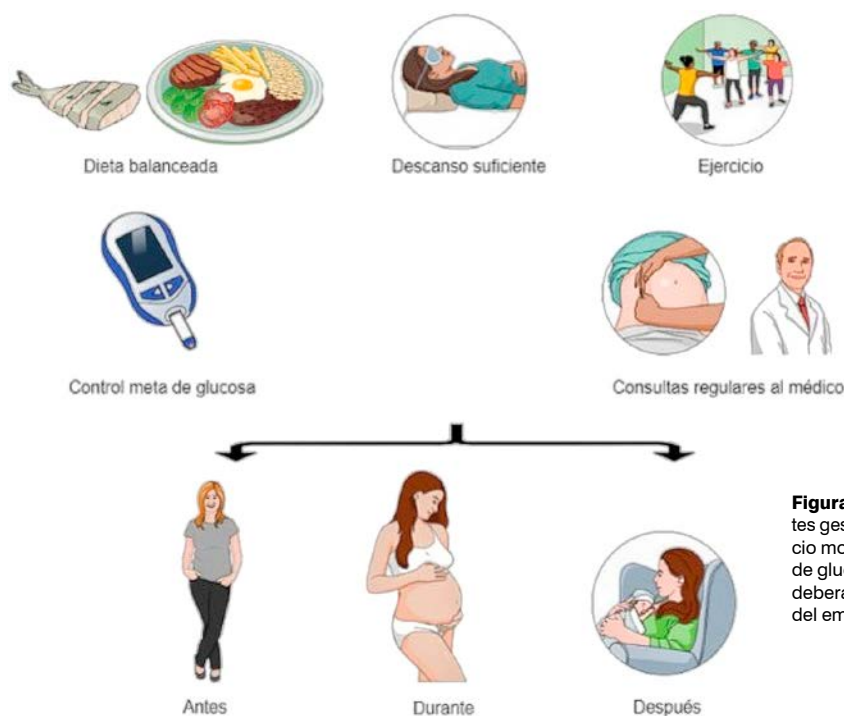 Dieta balanceada
Descanso suficiente
Ejercicio
Control meta de glucosa
Consultas regulares al médico
Figura
tes ges
cio mo
de gluc
debera
del em
Antes
Durante
Después